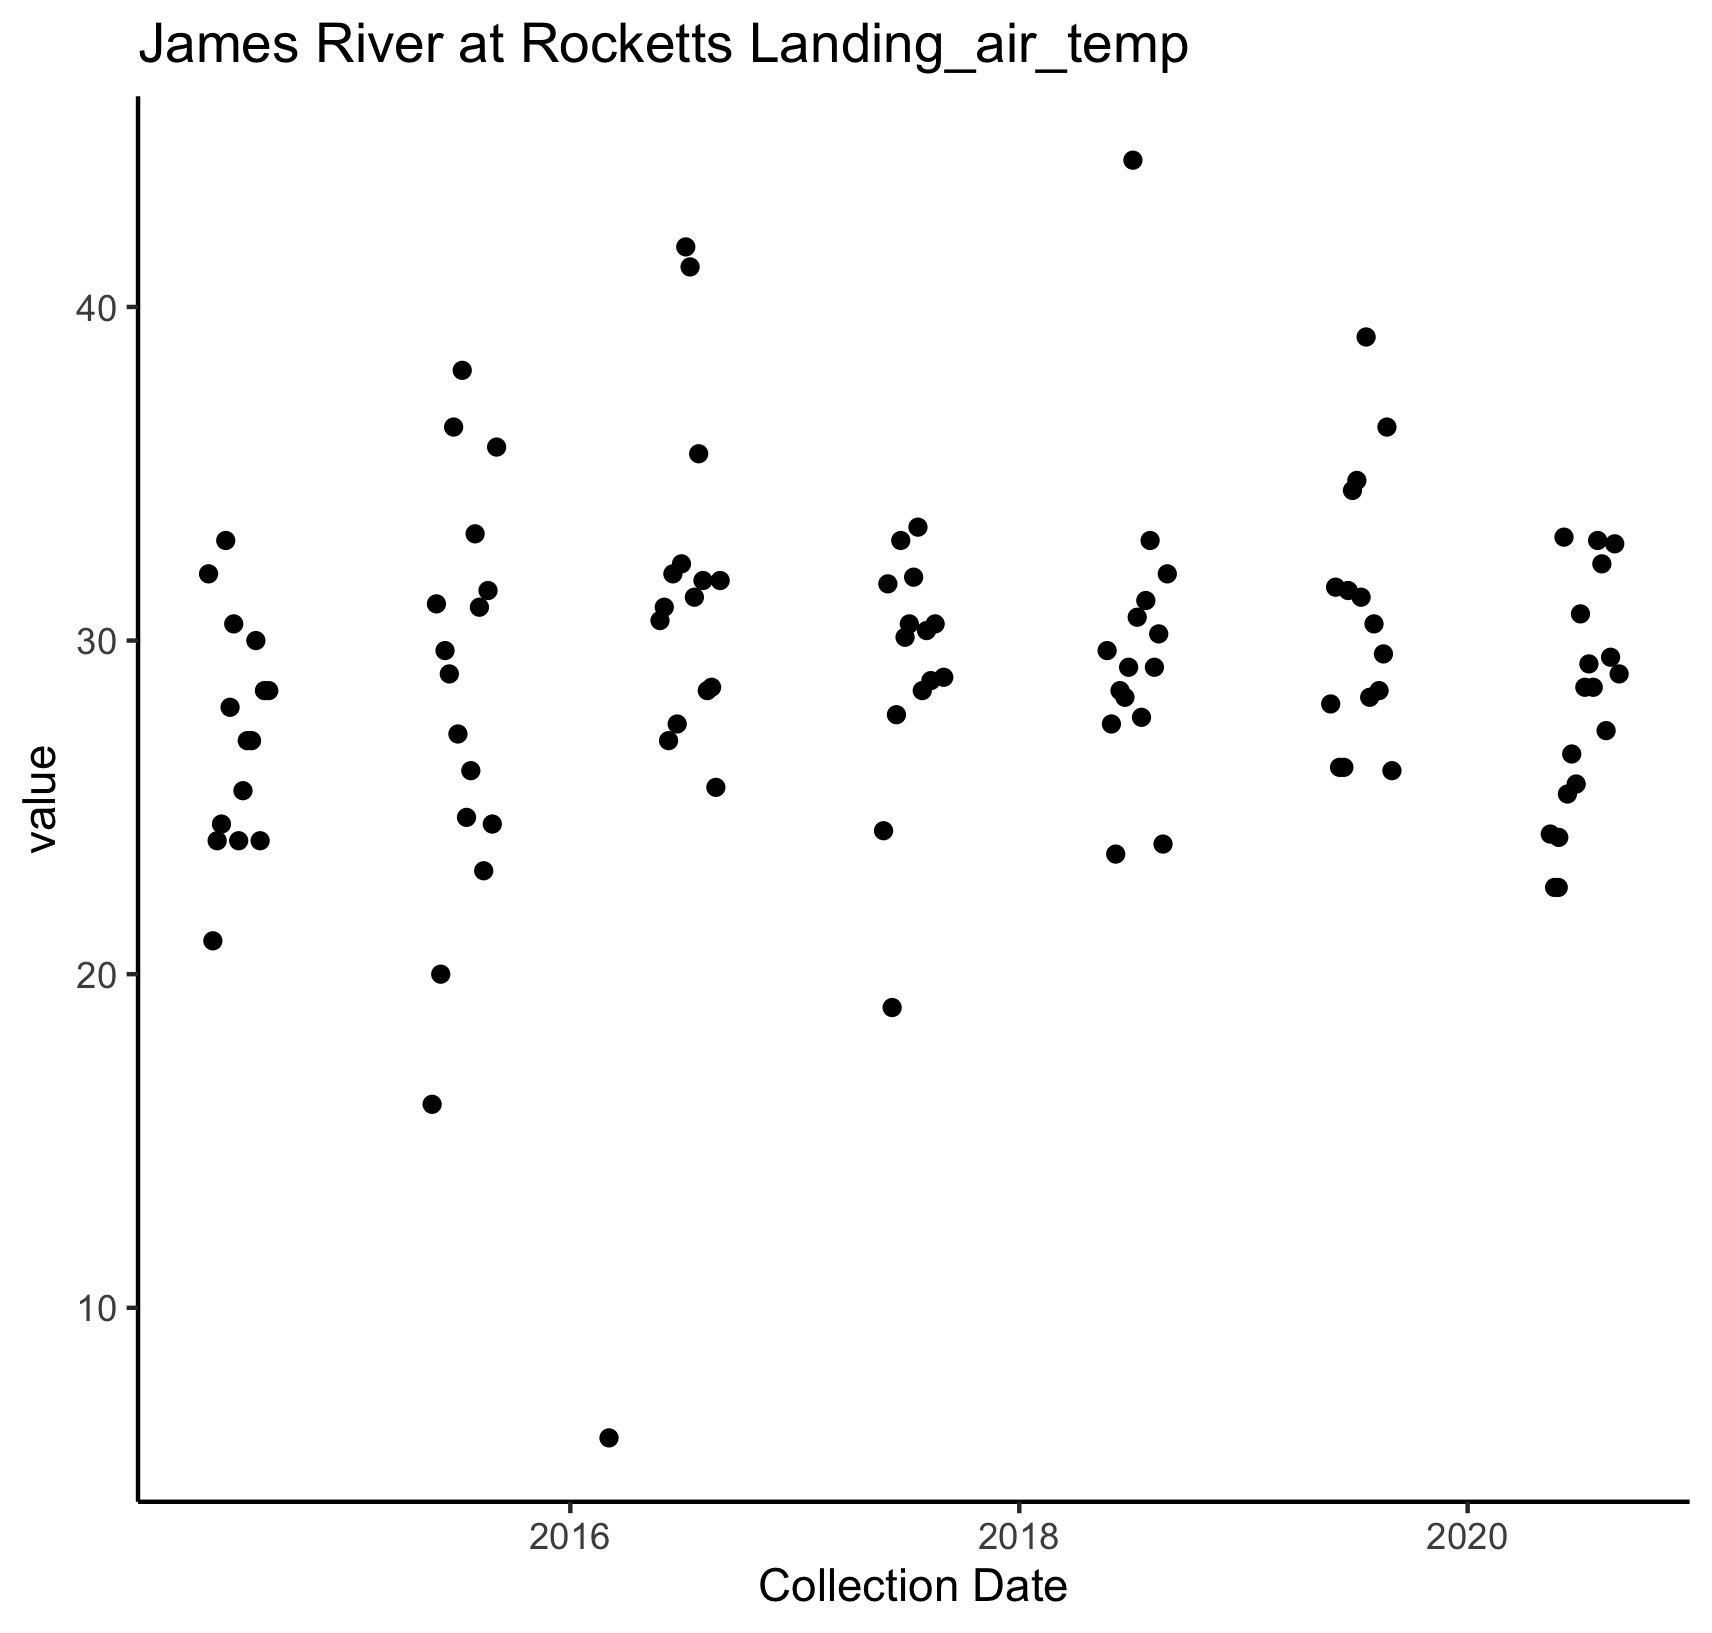 James River at Rocketts Landing_air_temp
value
40
30
20
10
2016
2018
2020
Collection Date